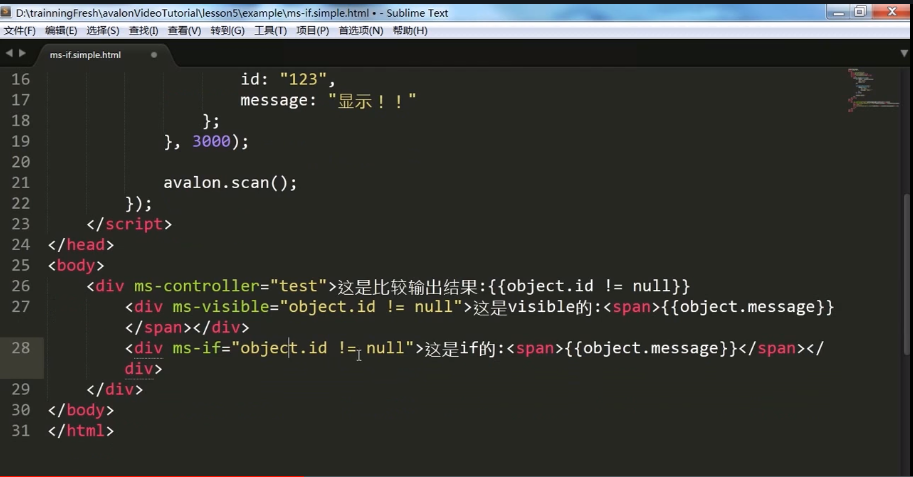 D:\trainningFresh\avalonVideoTutorial\lesson5\example\ms-if.simple.html • - Sublime Text
文件(F) 编辑(E) 选择(S) 查找(I) 查看(V) 转到(G) 工具(T) 项目(P) 首选项(N) 帮助(H)
ms-if.simple.html
16 id: "123",
17 message: "显示！！"
18 };
19 }, 3000);
20
21 avalon.scan();
22 });
23 </script>
24 </head>
25 <body>
26 <div ms-controller="test">这是比较输出结果:{{object.id != null}}
27 <div ms-visible="object.id != null">这是visible的:<span>{{object.message}}
</span></div>
28 <div ms-if="object.id != null">这是if的:<span>{{object.message}}</span></
div>
29 </div>
30 </body>
31 </html>